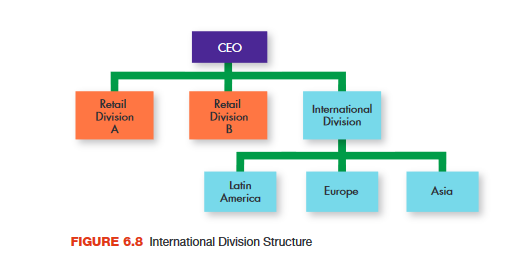 CEO
Retail
Division
A
Retail
Division
B
International
Division
Latin
America
Europe
Asia
FIGURE 6.8 International Division Structure